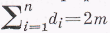 ∑ⁿᵢ₌₁ dᵢ = 2m